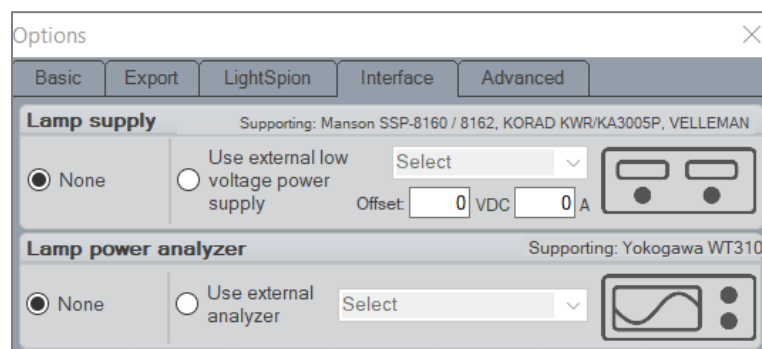 Options
Basic Export LightSpion Interface Advanced
Lamp supply Supporting: Manson SSP-8160 / 8162, KORAD KWR/KA3005P, VELLEMAN
None
Use external low
voltage power
supply
Select
Offset: 0 VDC 0 A
Lamp power analyzer Supporting: Yokogawa WT310
None
Use external
analyzer
Select